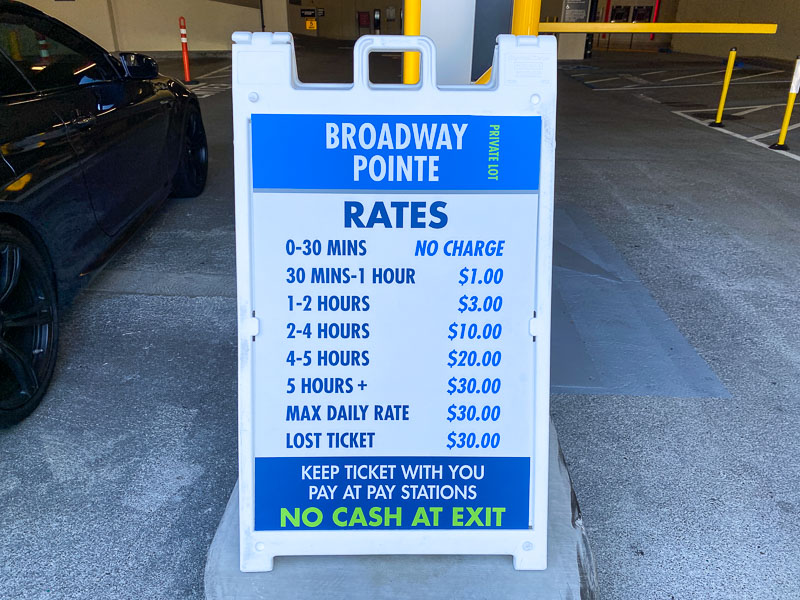 BROADWAY
POINTE
PRIVATE LOT
RATES
0-30 MINS NO CHARGE
30 MINS-1 HOUR $1.00
1-2 HOURS $3.00
2-4 HOURS $10.00
4-5 HOURS $20.00
5 HOURS + $30.00
MAX DAILY RATE $30.00
LOST TICKET $30.00
KEEP TICKET WITH YOU
PAY AT PAY STATIONS
NO CASH AT EXIT